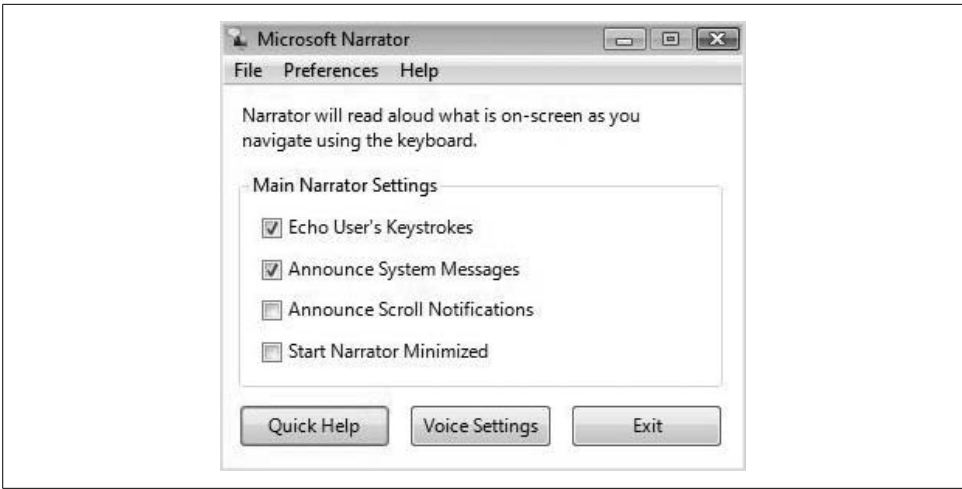 Microsoft Narrator
File Preferences Help
Narrator will read aloud what is on-screen as you
navigate using the keyboard.
Main Narrator Settings
Echo User's Keystrokes
Announce System Messages
Announce Scroll Notifications
Start Narrator Minimized
Quick Help Voice Settings Exit